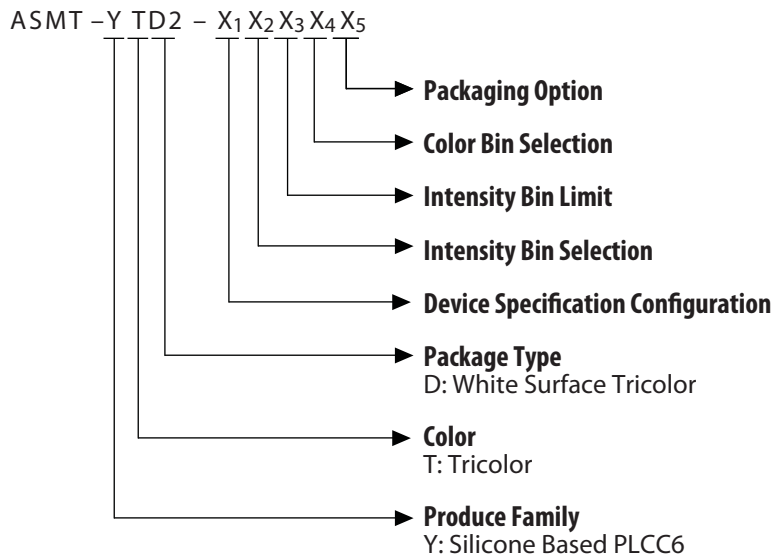 ASMT – Y T D 2 – X1 X2 X3 X4 X5
Packaging Option
Color Bin Selection
Intensity Bin Limit
Intensity Bin Selection
Device Specification Configuration
Package Type
D: White Surface Tricolor
Color
T: Tricolor
Produce Family
Y: Silicone Based PLCC6